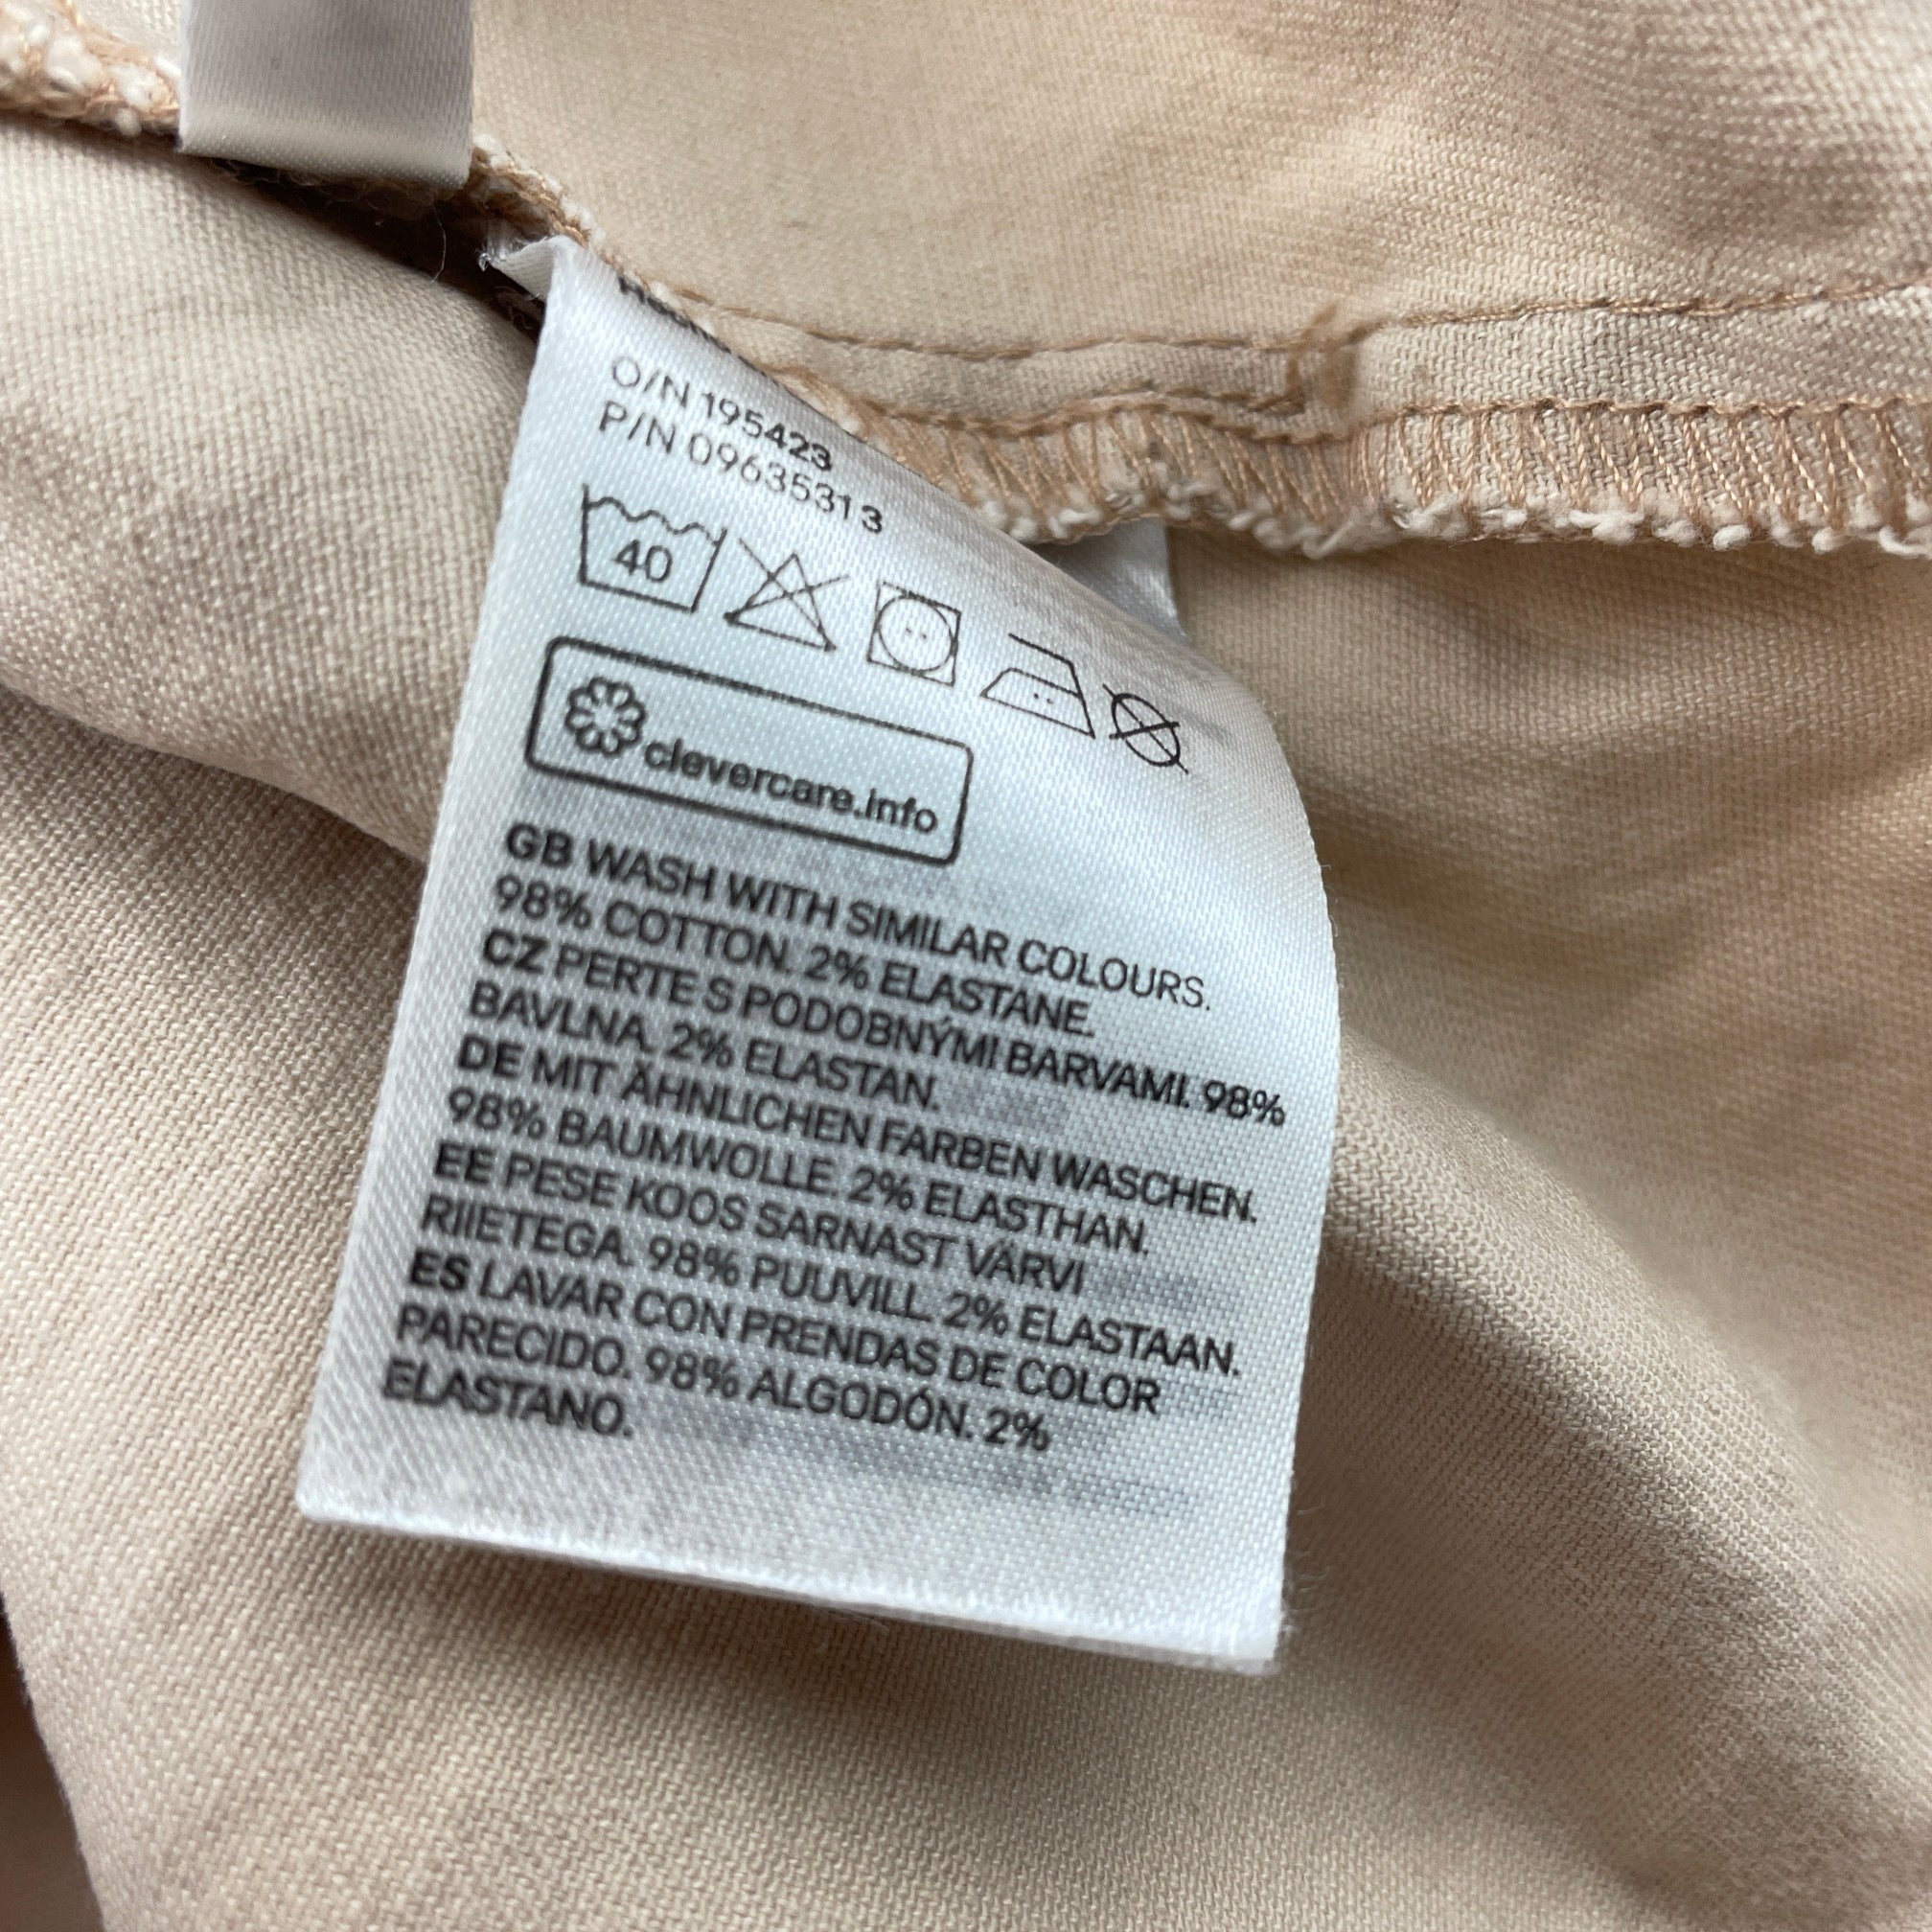 O/N 195423
P/N 09635313
40
clevercare.info
GB WASH WITH SIMILAR COLOURS.
98% COTTON. 2% ELASTANE.
CZ PERTE S PODOBNÝMI BARVAMI. 98%
BAVLNA. 2% ELASTAN.
DE MIT ÄHNLICHEN FARBEN WASCHEN.
98% BAUMWOLLE. 2% ELASTHAN.
EE PESE KOOS SARNAST VÄRVI
RIIETEGA. 98% PUUVILL. 2% ELASTAAN.
ES LAVAR CON PRENDAS DE COLOR
PARECIDO. 98% ALGODÓN. 2%
ELASTANO.